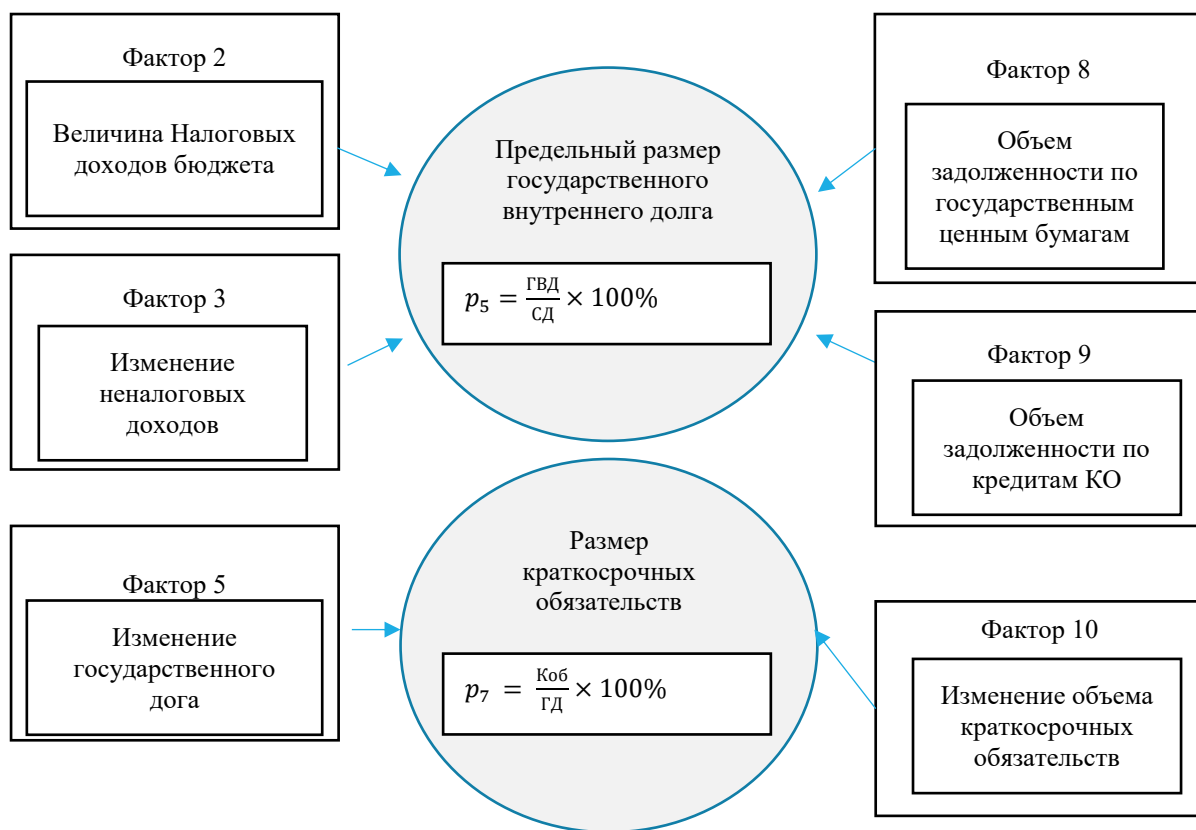 Фактор 2
Величина Налоговых
доходов бюджета
Фактор 3
Изменение
неналоговых
доходов
Фактор 5
Изменение
государственного
дога
Предельный размер
государственного
внутреннего долга
p₅ = ГВД/СД × 100%
Размер
краткосрочных
обязательств
p₇ = Коб/ГД × 100%
Фактор 8
Объем
задолженности по
государственным
ценным бумагам
Фактор 9
Объем
задолженности по
кредитам КО
Фактор 10
Изменение объема
краткосрочных
обязательств